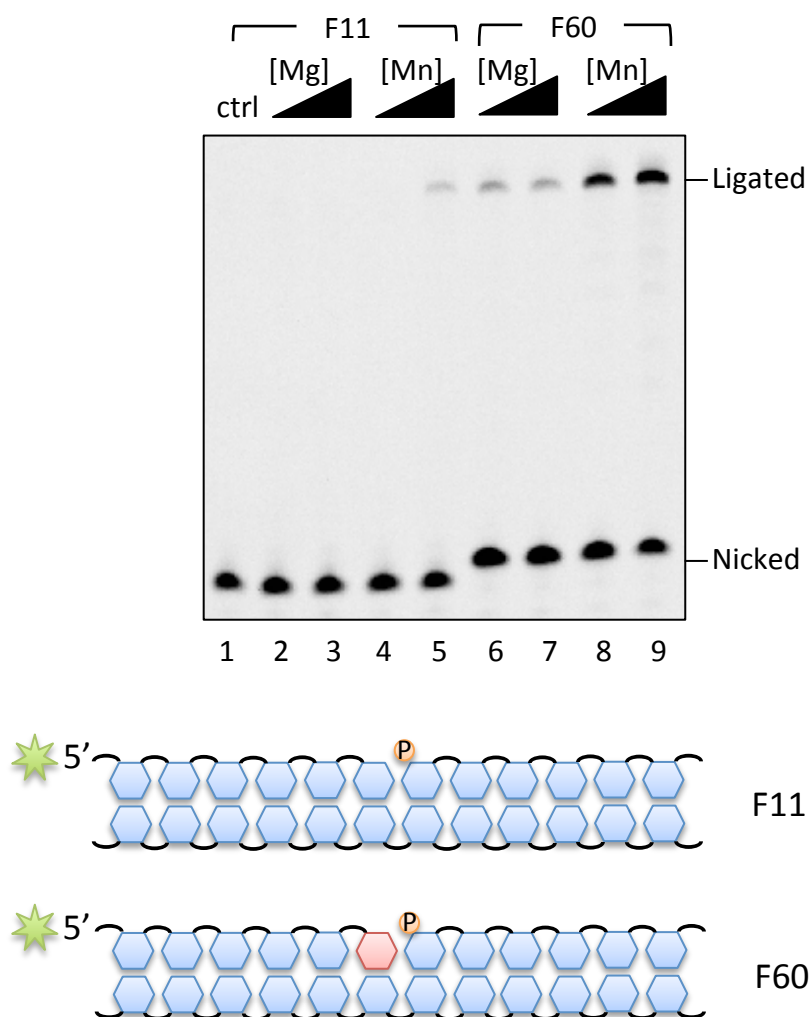 F11 F60
[Mg] [Mn] [Mg] [Mn]
ctrl
Ligated
Nicked
1 2 3 4 5 6 7 8 9
P
5’
F11
P
5’
F60